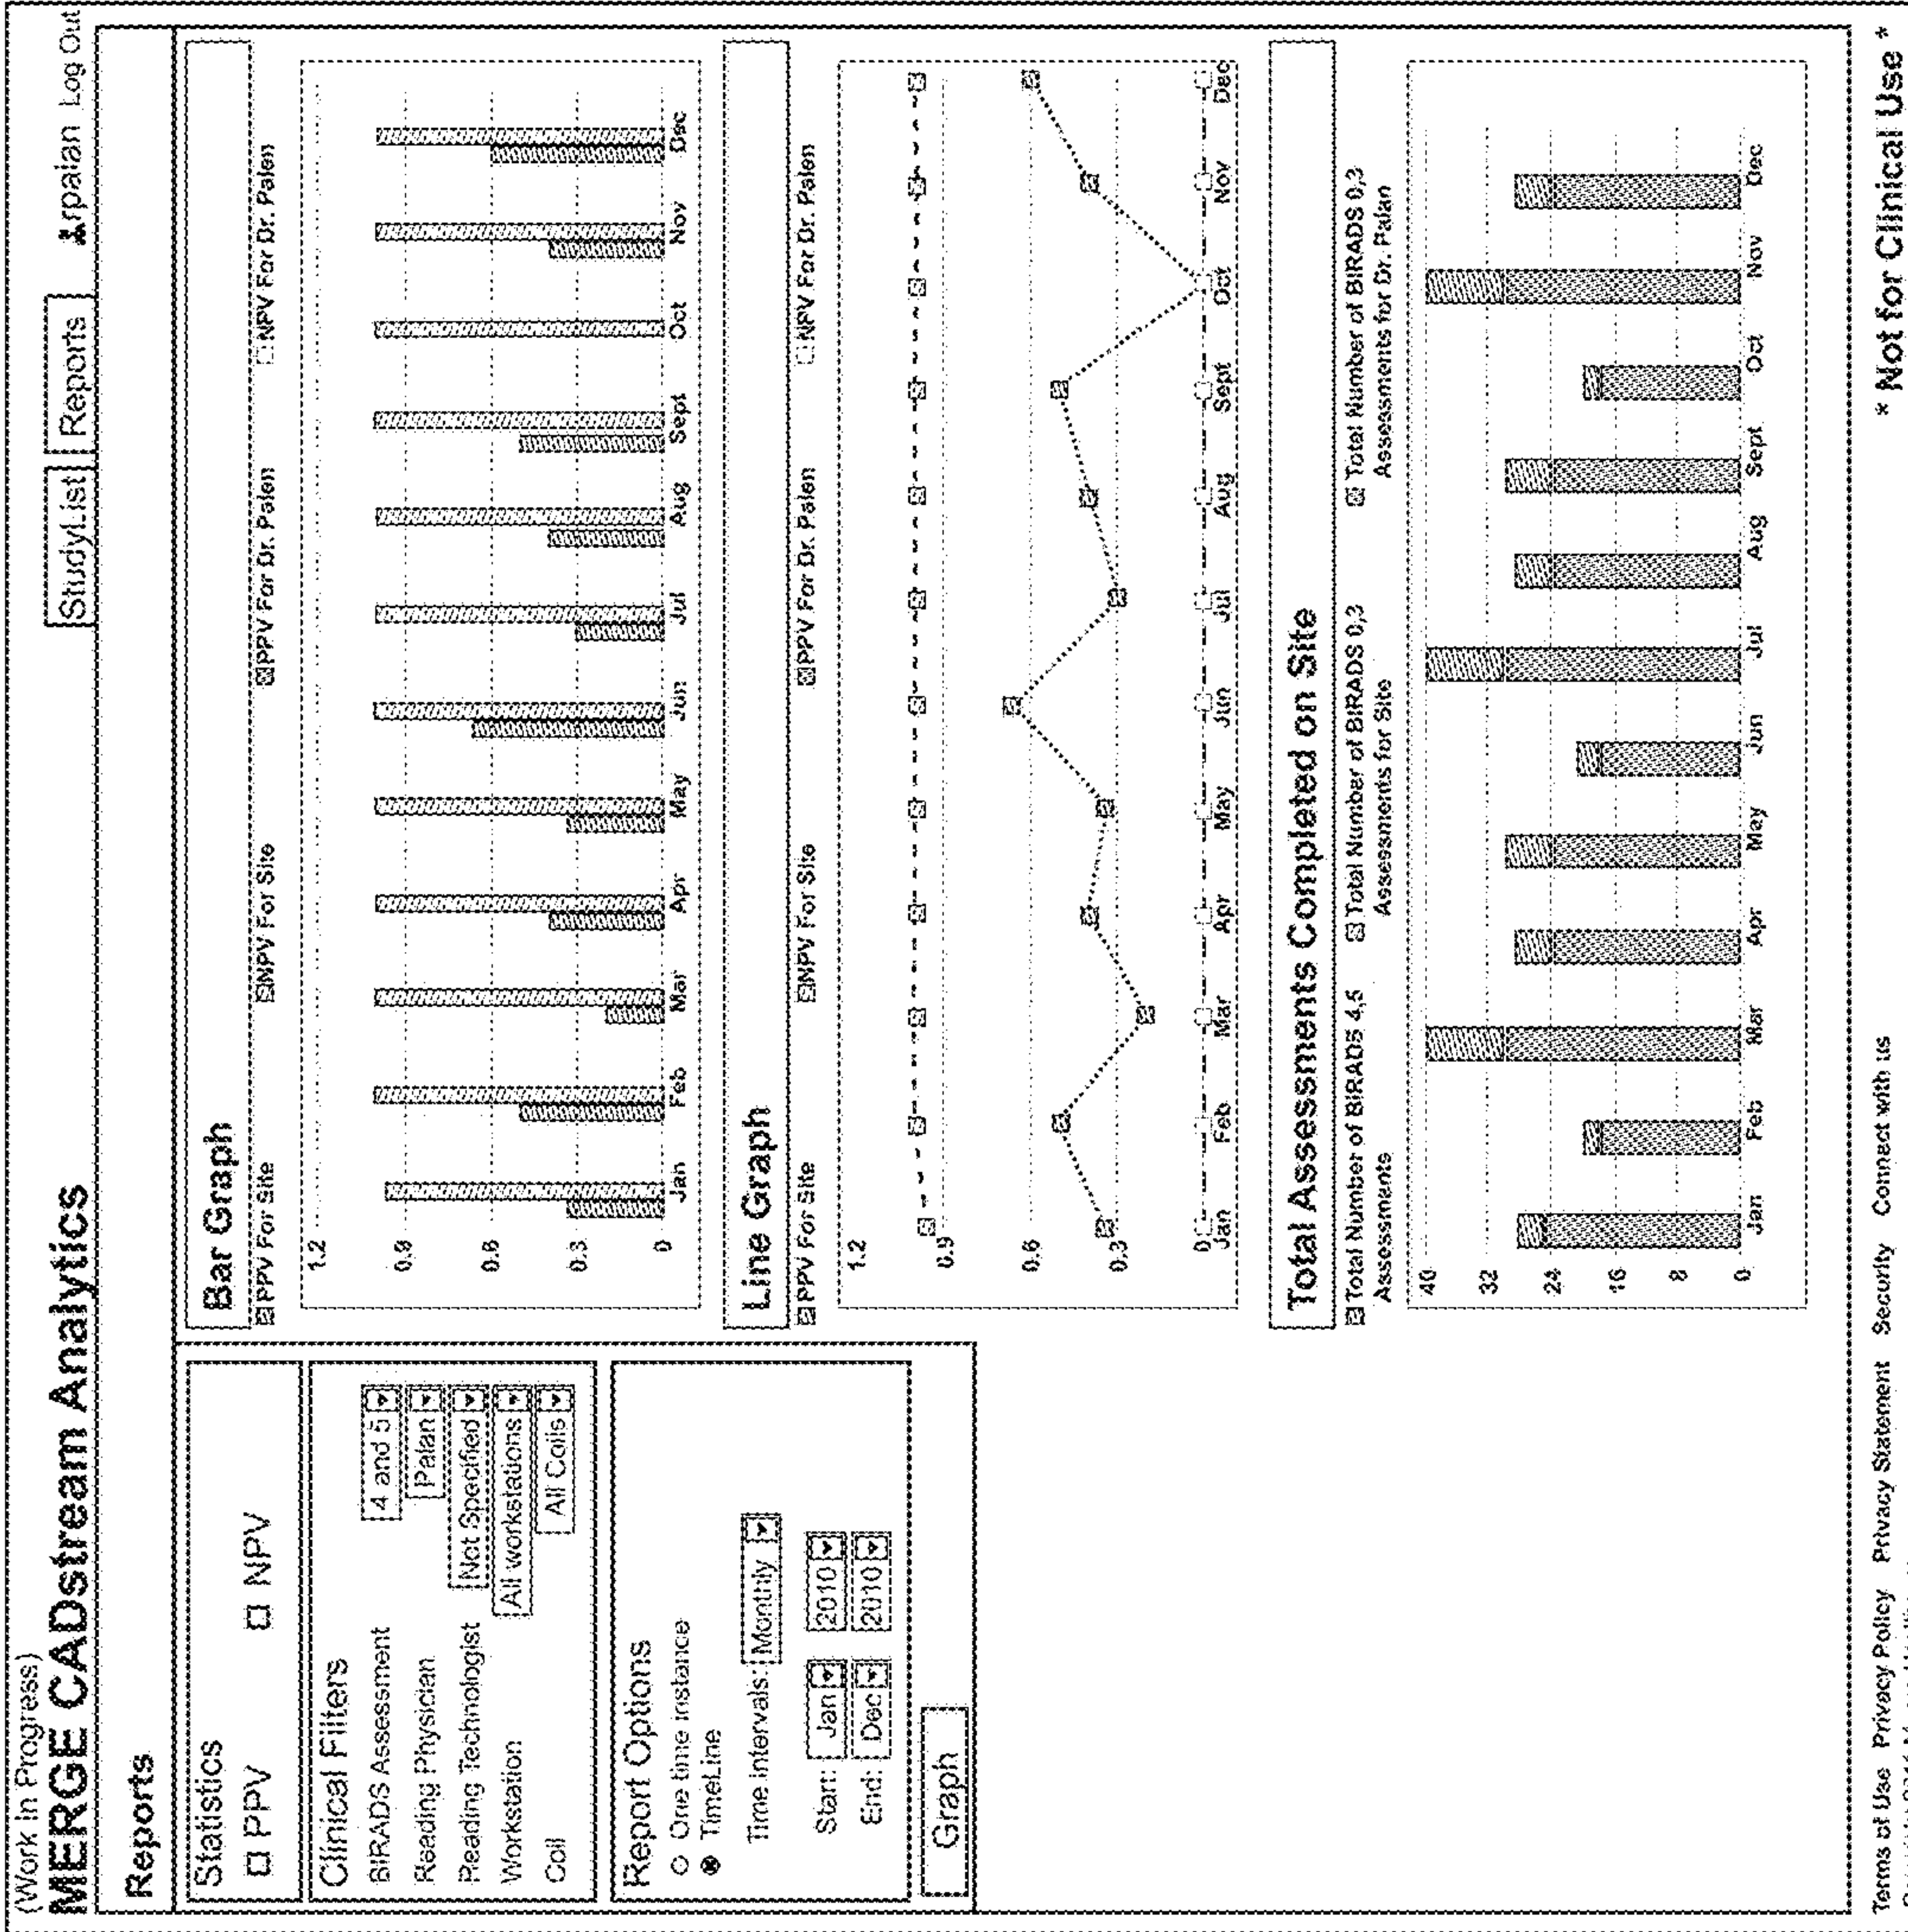 (Work In Progress)
MERGE CADstream Analytics
StudyList Reports Arpalan Log Out
Reports
Statistics
PPV NPV
Clinical Filters
BIRADS Assessment 4 and 5
Reading Physician Palan
Reading Technologist Not Specified
Workstation All workstations
Coil All Coils
Report Options
One time instance
TimeLine
Time intervals: Monthly
Start: Jan 2010
End: Dec 2010
Graph
Bar Graph
PPV For Site NPV For Site PPV For Dr. Palen NPV For Dr. Palen
1.2
0.9
0.6
0.3
0
Jan Feb Mar Apr May Jun Jul Aug Sept Oct Nov Dec
Line Graph
PPV For Site NPV For Site PPV For Dr. Palen NPV For Dr. Palen
1.2
0.9
0.6
0.3
0
Jan Feb Mar Apr May Jun Jul Aug Sept Oct Nov Dec
Total Assessments Completed on Site
Total Number of BIRADS 4,5 Total Number of BIRADS 0,3 Total Number of BIRADS 0,3
Assessments Assessments for Site Assessments for Dr. Palan
40
32
24
16
8
0
Jan Feb Mar Apr May Jun Jul Aug Sept Oct Nov Dec
Terms of Use Privacy Policy Privacy Statement Security Connect with us
* Not for Clinical Use *